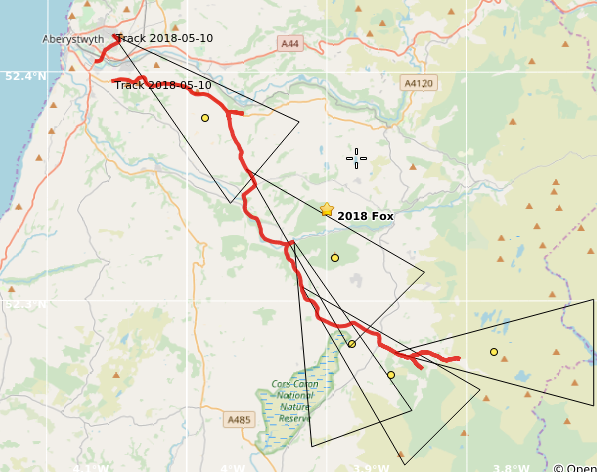 Aberystwyth
Track 2018-05-10
A44
52.4°N
A4120
Track 2018-05-10
2018 Fox
52.3°N
Cors Caron
National
Nature
Reserve
A485
4.1°W
4°W
3.9°W
3.8°W
© Open